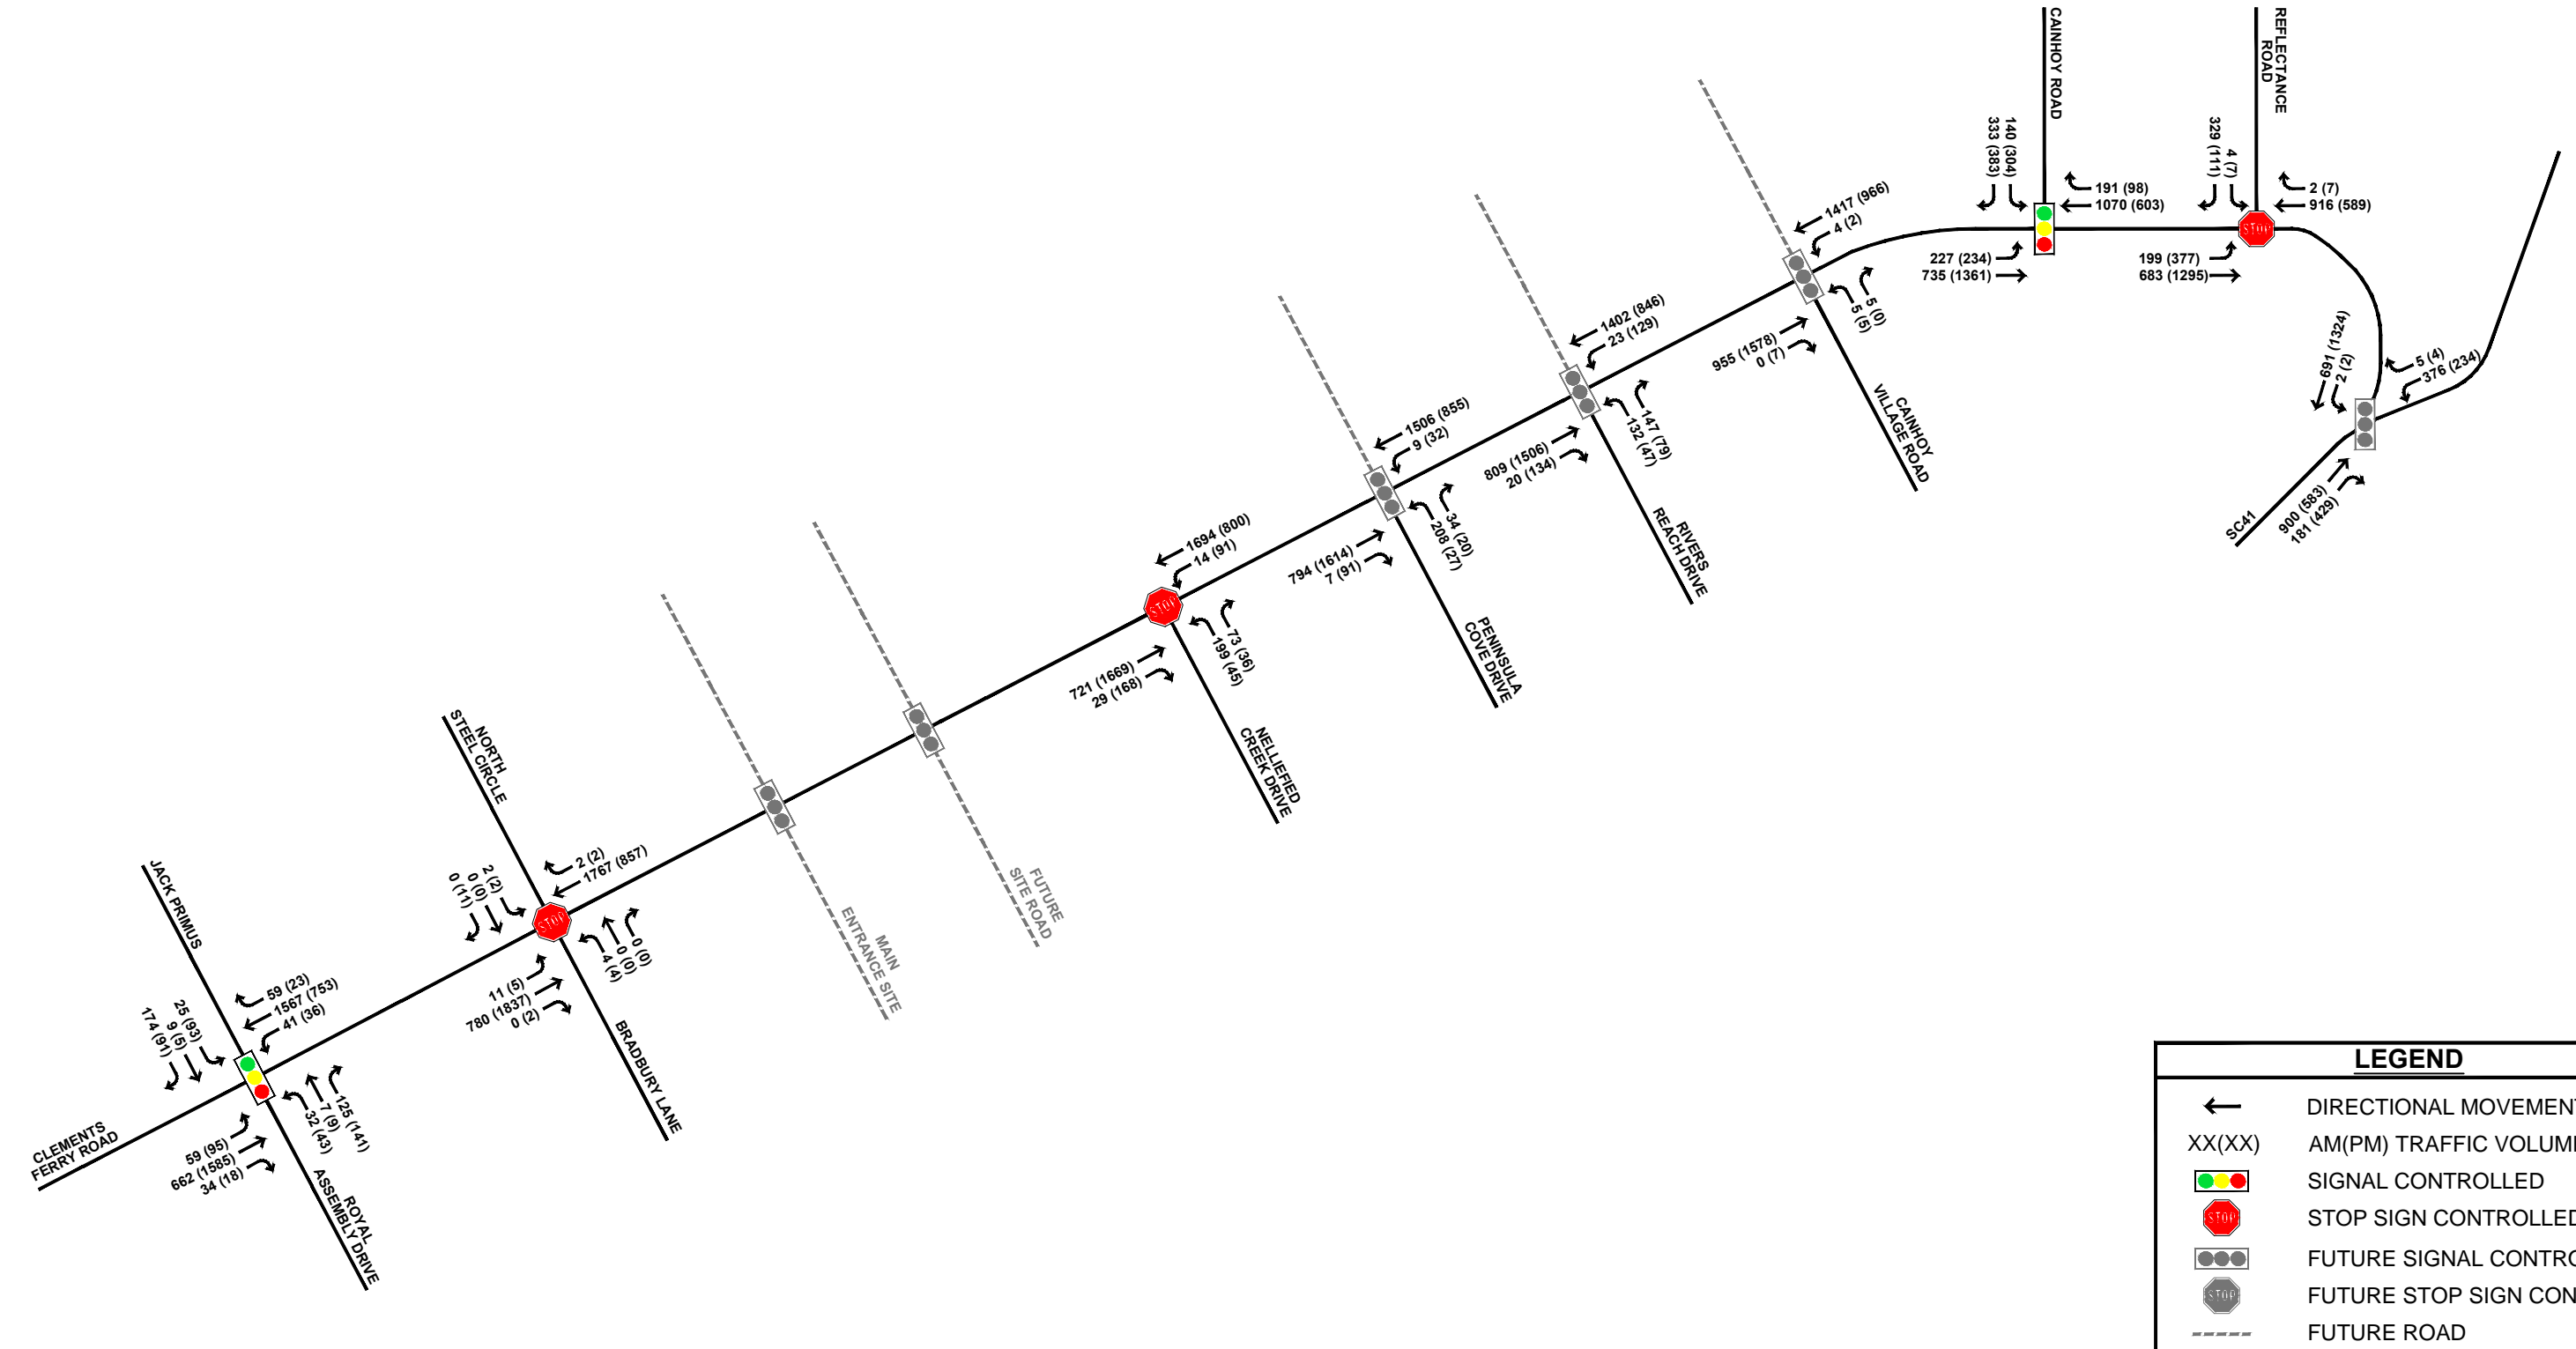 CAINHOY ROAD
REFLECTANCE
ROAD
333 (383)
140 (304)
191 (98)
1070 (603)
227 (234)
735 (1361)
329 (111)
4 (7)
2 (7)
916 (589)
199 (377)
683 (1295)
691 (1324)
2 (2)
5 (4)
376 (234)
900 (583)
181 (429)
SC41
1417 (966)
4 (2)
955 (1578)
0 (7)
5 (0)
5 (5)
CAINHOY
VILLAGE ROAD
1402 (846)
23 (129)
809 (1506)
20 (134)
147 (79)
132 (47)
RIVERS
REACH DRIVE
1506 (855)
9 (32)
794 (1614)
7 (91)
34 (20)
208 (27)
PENINSULA
COVE DRIVE
1694 (800)
14 (91)
STOP
STOP
721 (1669)
29 (168)
73 (36)
199 (45)
NELLIEFIED
CREEK DRIVE
FUTURE
SITE ROAD
MAIN
ENTRANCE SITE
NORTH
STEEL CIRCLE
2 (2)
0 (0)
0 (11)
2 (2)
1767 (857)
STOP
11 (5)
780 (1837)
0 (2)
0 (0)
0 (0)
4 (4)
BRADBURY LANE
JACK PRIMUS
25 (93)
9 (5)
174 (91)
59 (23)
1567 (753)
41 (36)
59 (95)
662 (1585)
34 (18)
125 (141)
7 (9)
32 (43)
ROYAL
ASSEMBLY DRIVE
CLEMENTS
FERRY ROAD
LEGEND
DIRECTIONAL MOVEMENT
XX(XX) AM(PM) TRAFFIC VOLUM
SIGNAL CONTROLLED
STOP STOP SIGN CONTROLLED
FUTURE SIGNAL CONTRO
STOP FUTURE STOP SIGN CON
FUTURE ROAD